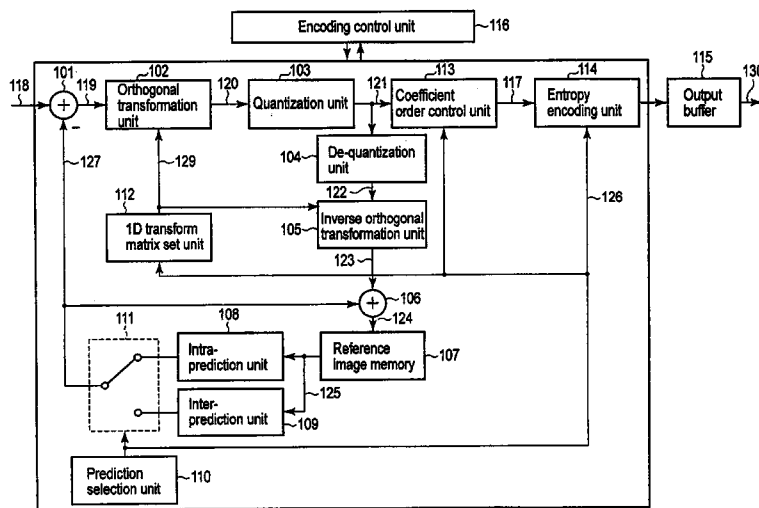 Encoding control unit
116
101
102
103
113
114
115
118
119
120
121
117
130
Orthogonal
transformation
unit
Quantization unit
Coefficient
order control unit
Entropy
encoding unit
Output
buffer
127
129
104
De-quantization
unit
126
122
112
1D transform
matrix set unit
105
Inverse orthogonal
transformation unit
123
106
124
111
108
Intra-
prediction unit
Reference
image memory
107
125
Inter-
prediction unit
109
Prediction
selection unit
110